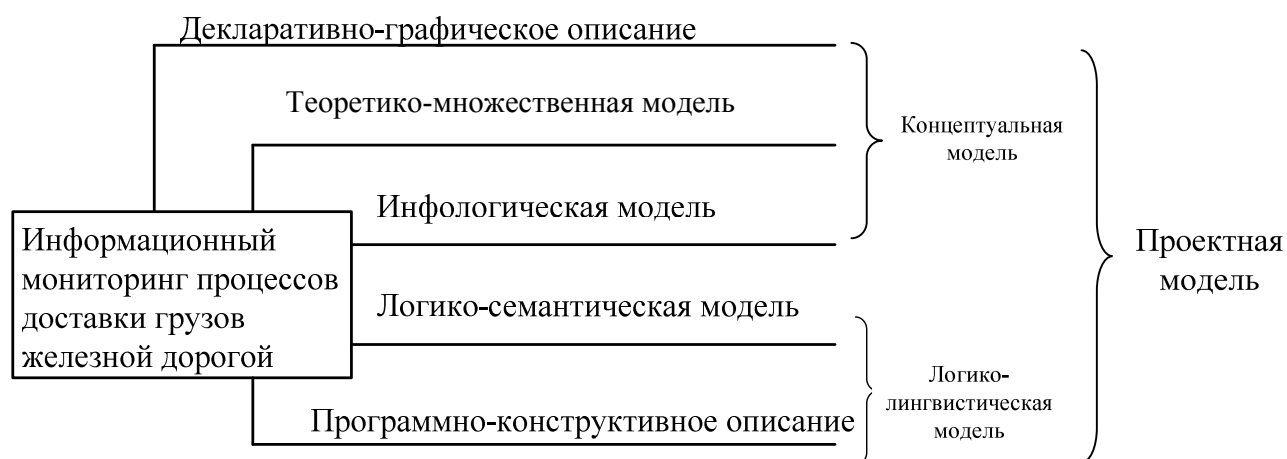 Декларативно-графическое описание
Теоретико-множественная модель
Концептуальная
модель
Инфологическая модель
Информационный
мониторинг процессов
доставки грузов
железной дорогой
Проектная
модель
Логико-семантическая модель
Логико-
лингвистическая
модель
Программно-конструктивное описание